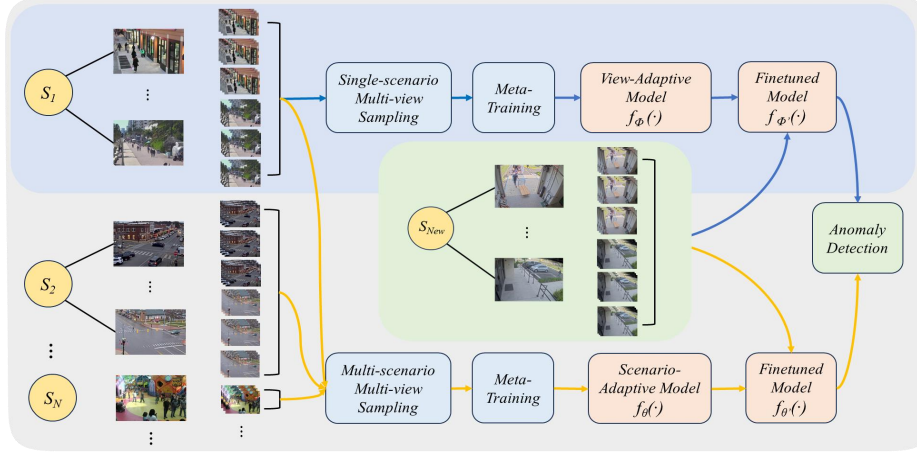 S1
⋮
Single-scenario
Multi-view
Sampling
Meta-
Training
View-Adaptive
Model
fΦ(·)
Finetuned
Model
fΦ'(·)
SNew
⋮
Anomaly
Detection
S2
⋮
⋮
SN
⋮
⋮
Multi-scenario
Multi-view
Sampling
Meta-
Training
Scenario-
Adaptive Model
fθ(·)
Finetuned
Model
fθ'(·)